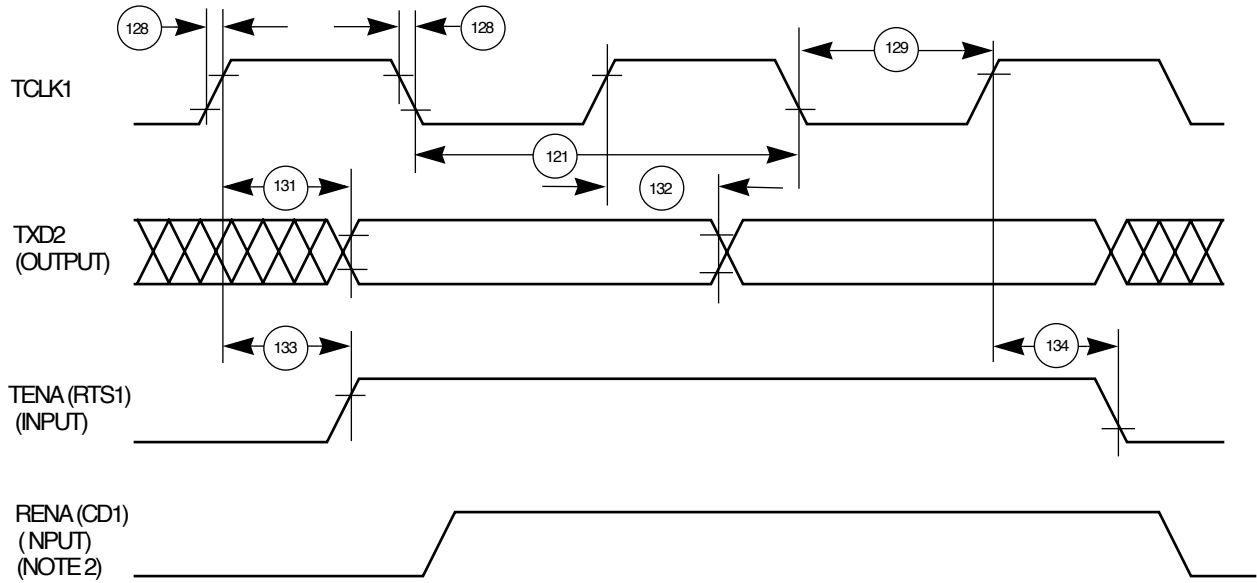 128
128
129
TCLK1
121
131
132
TXD2
(OUTPUT)
133
134
TENA (RTS1)
(INPUT)
RENA (CD1)
( NPUT)
(NOTE 2)